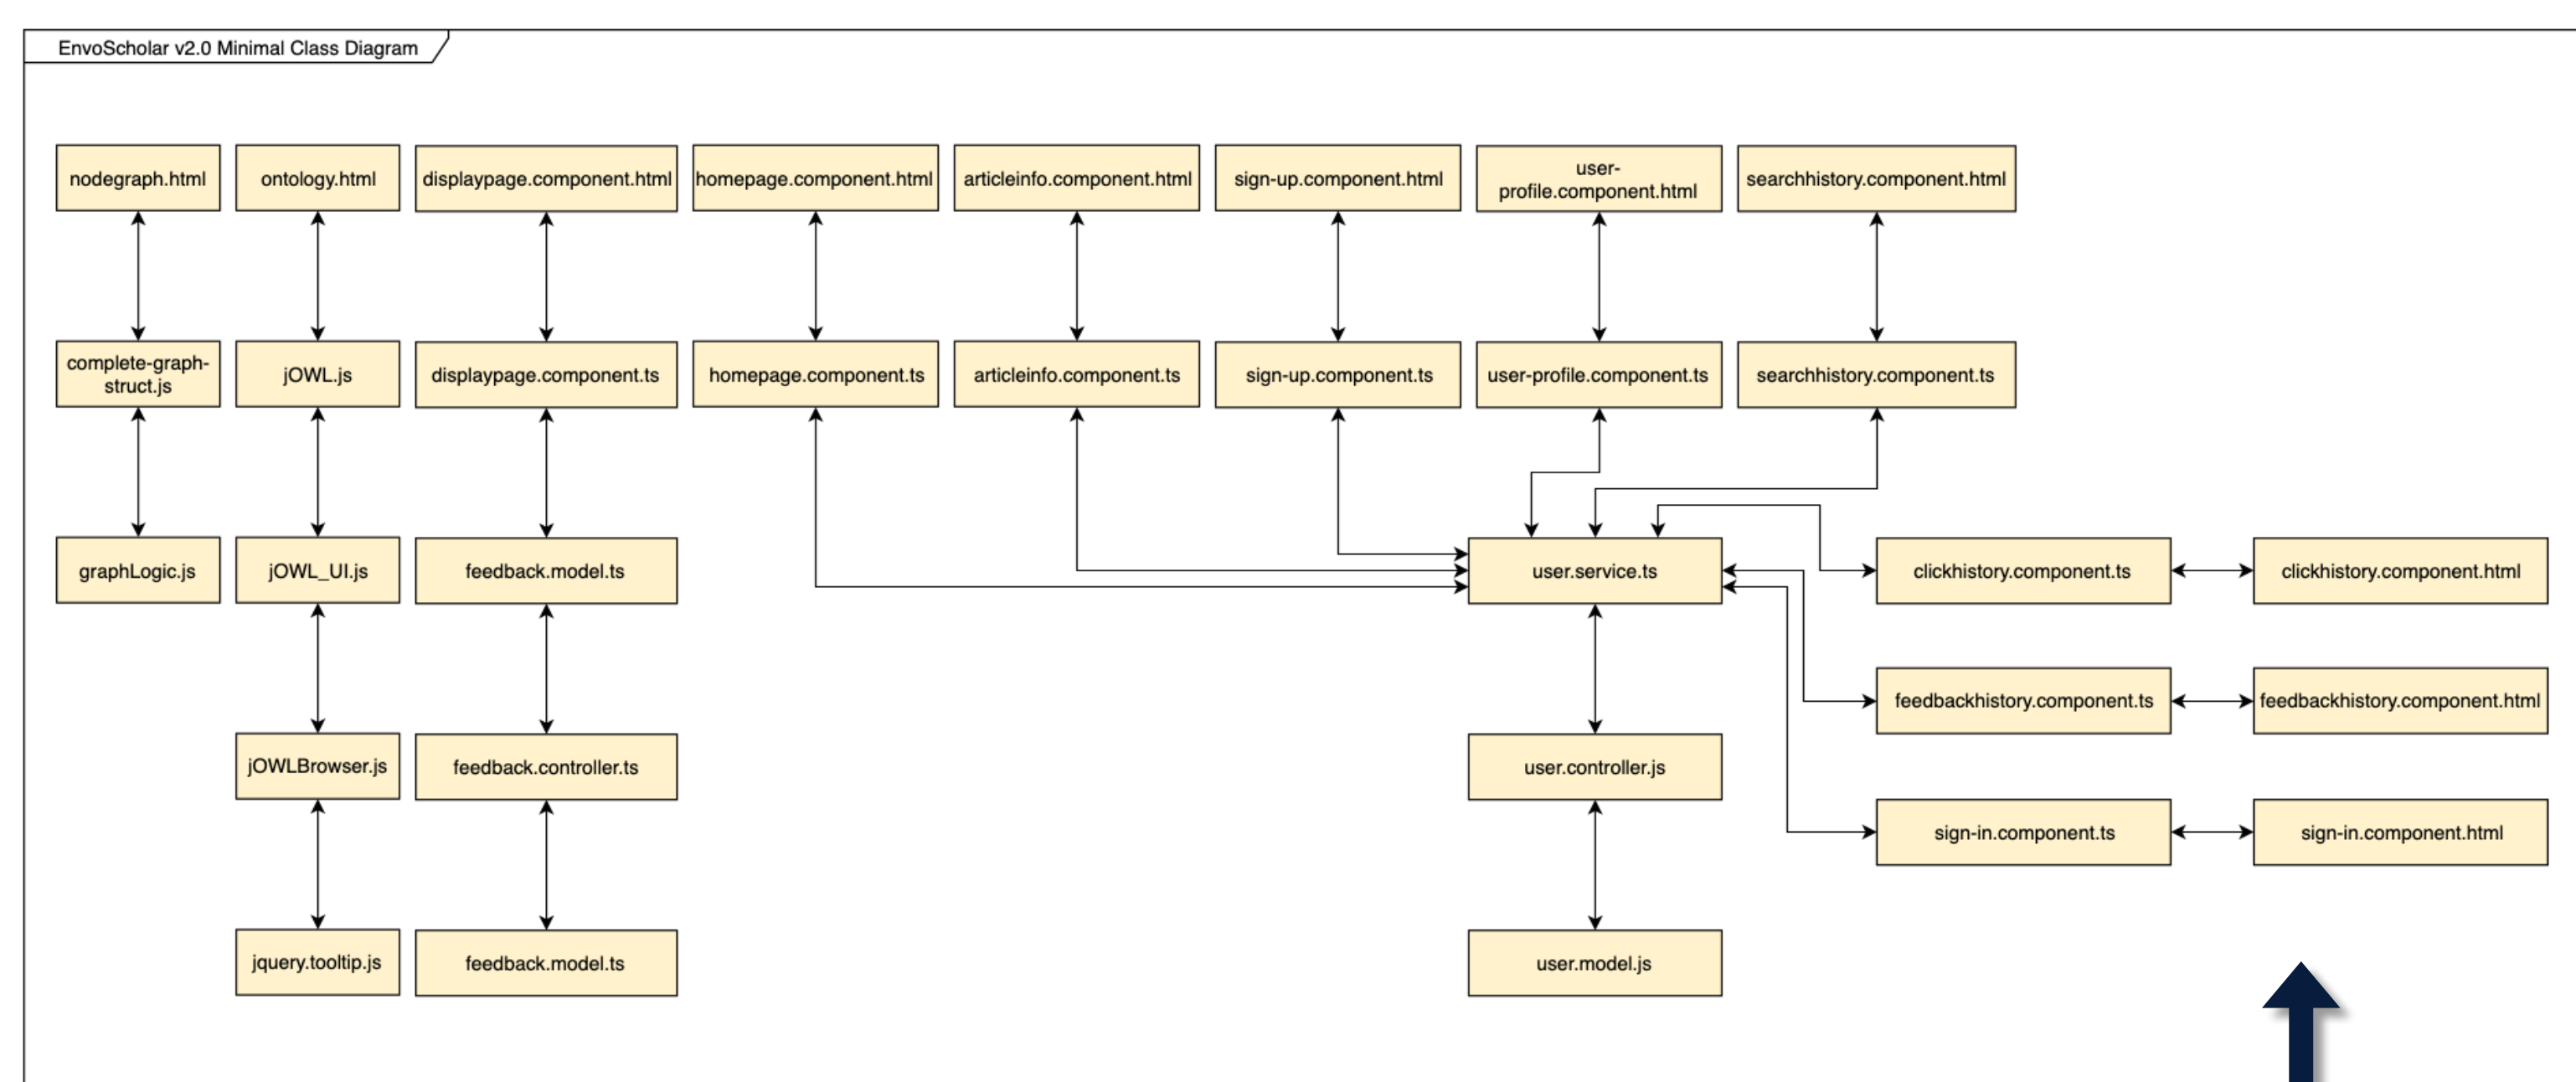 EnvoScholar v2.0 Minimal Class Diagram
nodegraph.html
ontology.html
displaypage.component.html
homepage.component.html
articleinfo.component.html
sign-up.component.html
user-
profile.component.html
searchhistory.component.html
complete-graph-
struct.js
jOWL.js
displaypage.component.ts
homepage.component.ts
articleinfo.component.ts
sign-up.component.ts
user-profile.component.ts
searchhistory.component.ts
graphLogic.js
jOWL_UI.js
feedback.model.ts
user.service.ts
clickhistory.component.ts
clickhistory.component.html
feedbackhistory.component.ts
feedbackhistory.component.html
jOWLBrowser.js
feedback.controller.ts
user.controller.js
sign-in.component.ts
sign-in.component.html
jquery.tooltip.js
feedback.model.ts
user.model.js